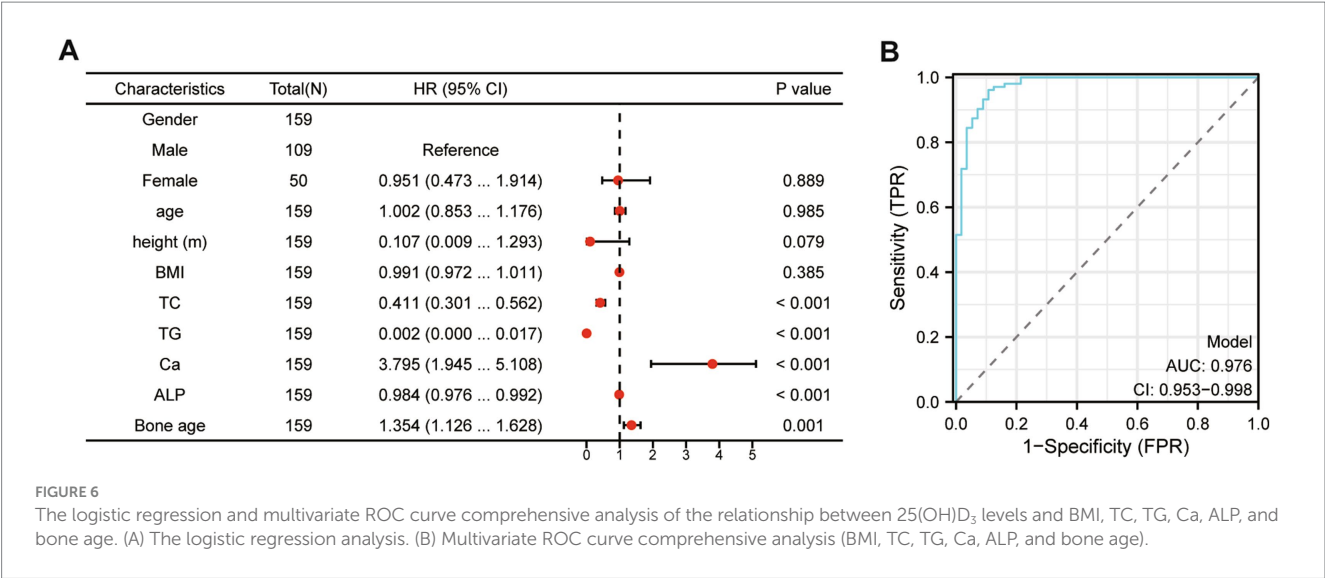 A
Characteristics Total(N) HR (95% CI) P value
Gender 159
Male 109 Reference
Female 50 0.951 (0.473 ... 1.914) 0.889
age 159 1.002 (0.853 ... 1.176) 0.985
height (m) 159 0.107 (0.009 ... 1.293) 0.079
BMI 159 0.991 (0.972 ... 1.011) 0.385
TC 159 0.411 (0.301 ... 0.562) < 0.001
TG 159 0.002 (0.000 ... 0.017) < 0.001
Ca 159 3.795 (1.945 ... 5.108) < 0.001
ALP 159 0.984 (0.976 ... 0.992) < 0.001
Bone age 159 1.354 (1.126 ... 1.628) 0.001
0 1 2 3 4 5
B
Sensitivity (TPR)
1.0
0.8
0.6
0.4
0.2
0.0
Model
AUC: 0.976
CI: 0.953−0.998
0.0 0.2 0.4 0.6 0.8 1.0
1−Specificity (FPR)
FIGURE 6
The logistic regression and multivariate ROC curve comprehensive analysis of the relationship between 25(OH)D₃ levels and BMI, TC, TG, Ca, ALP, and
bone age. (A) The logistic regression analysis. (B) Multivariate ROC curve comprehensive analysis (BMI, TC, TG, Ca, ALP, and bone age).